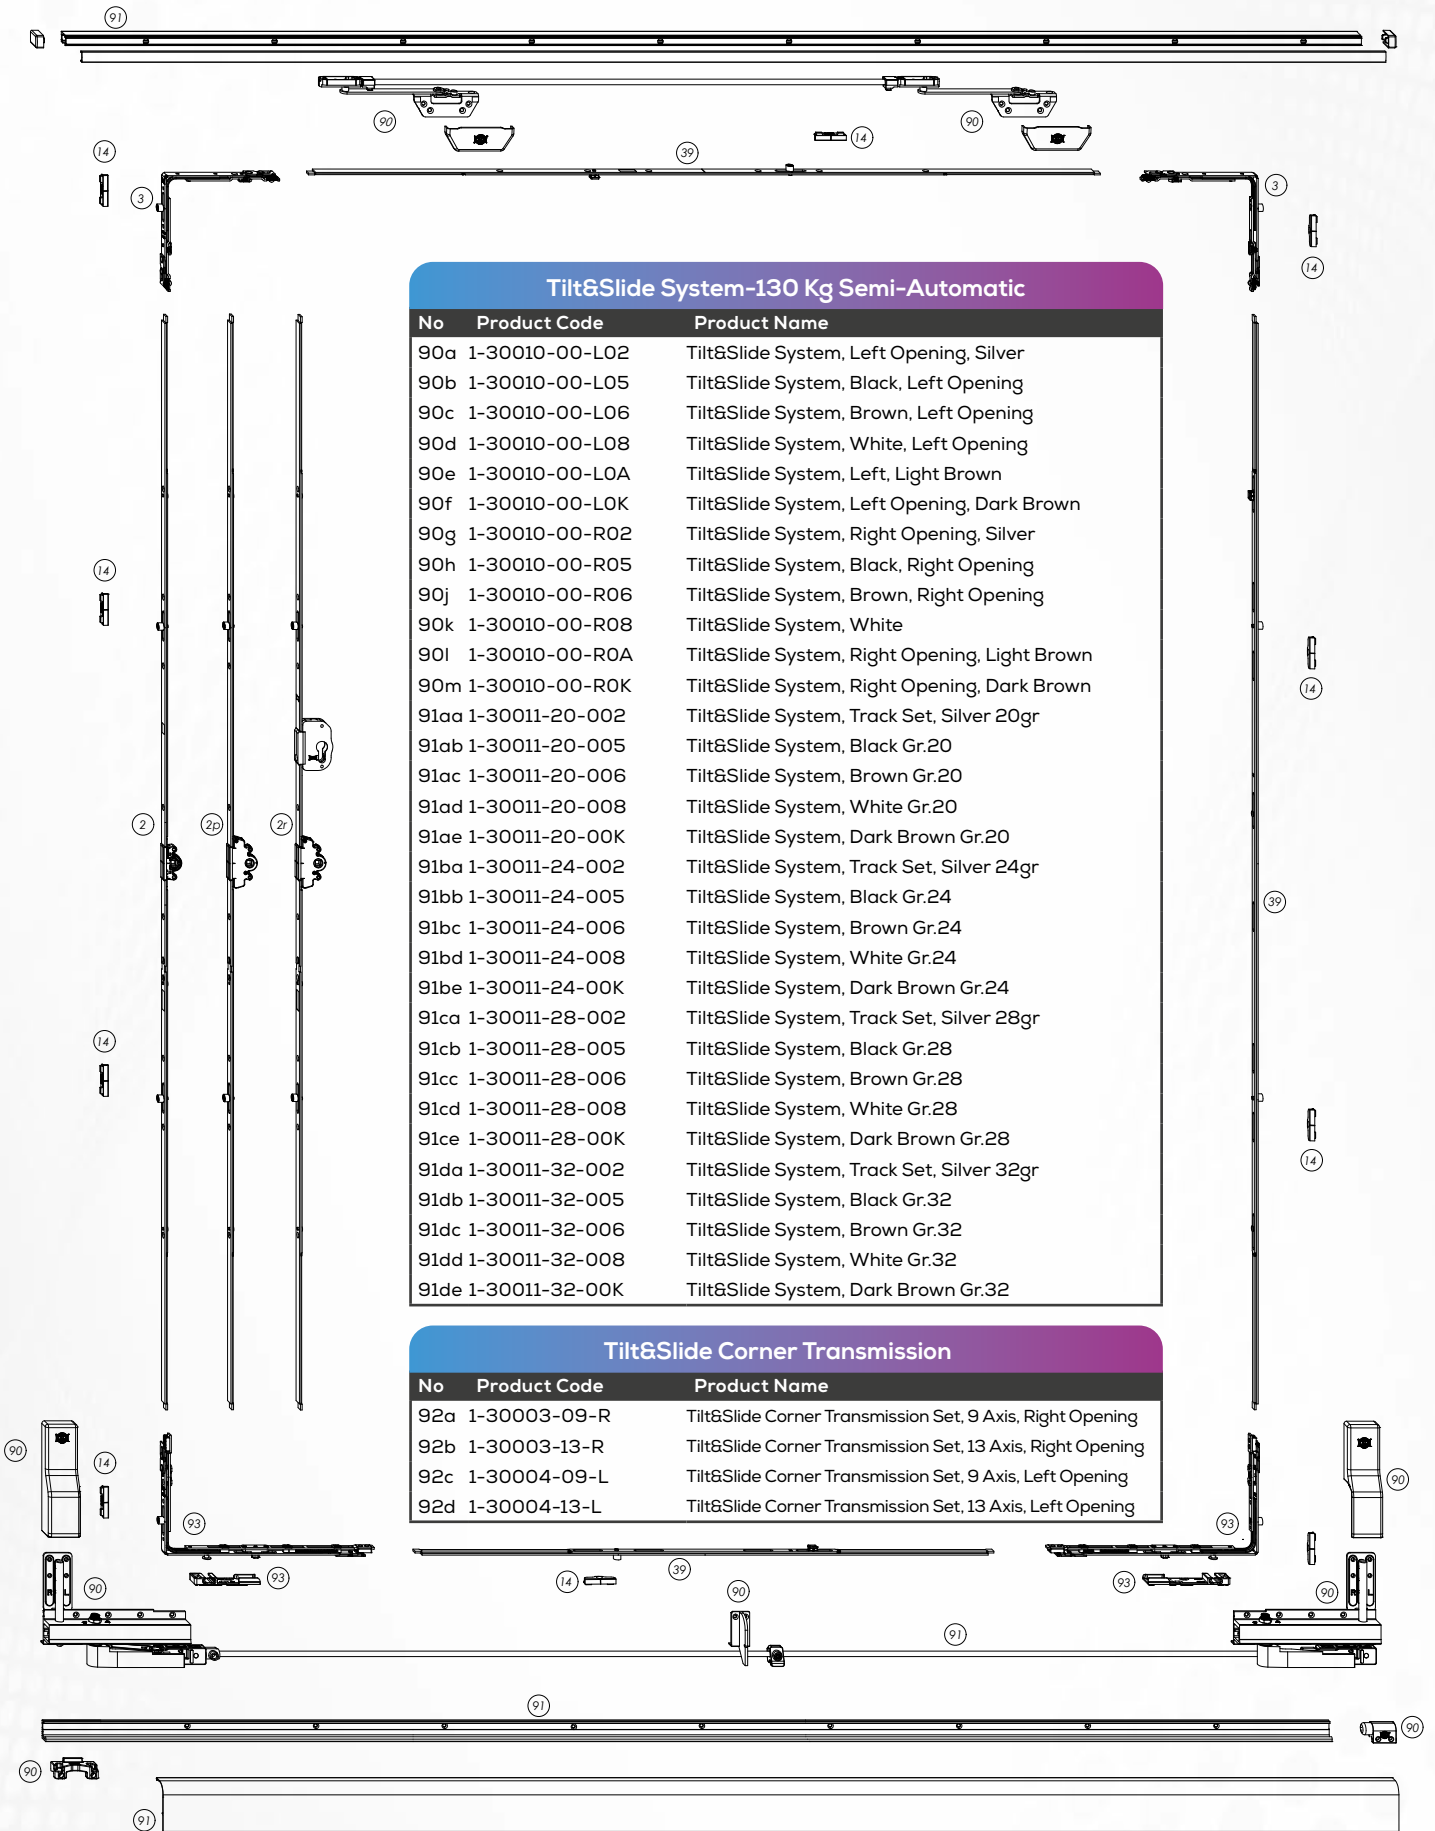 91
90
90
14
14
39
3
3
14
Tilt&Slide System-130 Kg Semi-Automatic
No Product Code Product Name
90a 1-30010-00-L02 Tilt&Slide System, Left Opening, Silver
90b 1-30010-00-L05 Tilt&Slide System, Black, Left Opening
90c 1-30010-00-L06 Tilt&Slide System, Brown, Left Opening
90d 1-30010-00-L08 Tilt&Slide System, White, Left Opening
90e 1-30010-00-L0A Tilt&Slide System, Left, Light Brown
90f 1-30010-00-L0K Tilt&Slide System, Left Opening, Dark Brown
90g 1-30010-00-R02 Tilt&Slide System, Right Opening, Silver
90h 1-30010-00-R05 Tilt&Slide System, Black, Right Opening
90j 1-30010-00-R06 Tilt&Slide System, Brown, Right Opening
90k 1-30010-00-R08 Tilt&Slide System, White
90l 1-30010-00-R0A Tilt&Slide System, Right Opening, Light Brown
90m 1-30010-00-R0K Tilt&Slide System, Right Opening, Dark Brown
91aa 1-30011-20-002 Tilt&Slide System, Track Set, Silver 20gr
91ab 1-30011-20-005 Tilt&Slide System, Black Gr.20
91ac 1-30011-20-006 Tilt&Slide System, Brown Gr.20
91ad 1-30011-20-008 Tilt&Slide System, White Gr.20
91ae 1-30011-20-00K Tilt&Slide System, Dark Brown Gr.20
91ba 1-30011-24-002 Tilt&Slide System, Track Set, Silver 24gr
91bb 1-30011-24-005 Tilt&Slide System, Black Gr.24
91bc 1-30011-24-006 Tilt&Slide System, Brown Gr.24
91bd 1-30011-24-008 Tilt&Slide System, White Gr.24
91be 1-30011-24-00K Tilt&Slide System, Dark Brown Gr.24
91ca 1-30011-28-002 Tilt&Slide System, Track Set, Silver 28gr
91cb 1-30011-28-005 Tilt&Slide System, Black Gr.28
91cc 1-30011-28-006 Tilt&Slide System, Brown Gr.28
91cd 1-30011-28-008 Tilt&Slide System, White Gr.28
91ce 1-30011-28-00K Tilt&Slide System, Dark Brown Gr.28
91da 1-30011-32-002 Tilt&Slide System, Track Set, Silver 32gr
91db 1-30011-32-005 Tilt&Slide System, Black Gr.32
91dc 1-30011-32-006 Tilt&Slide System, Brown Gr.32
91dd 1-30011-32-008 Tilt&Slide System, White Gr.32
91de 1-30011-32-00K Tilt&Slide System, Dark Brown Gr.32
14
14
2
2p
2r
39
14
14
Tilt&Slide Corner Transmission
No Product Code Product Name
92a 1-30003-09-R Tilt&Slide Corner Transmission Set, 9 Axis, Right Opening
92b 1-30003-13-R Tilt&Slide Corner Transmission Set, 13 Axis, Right Opening
92c 1-30004-09-L Tilt&Slide Corner Transmission Set, 9 Axis, Left Opening
92d 1-30004-13-L Tilt&Slide Corner Transmission Set, 13 Axis, Left Opening
90
14
90
93
93
93
14
39
93
90
90
90
R L
91
91
90
90
91